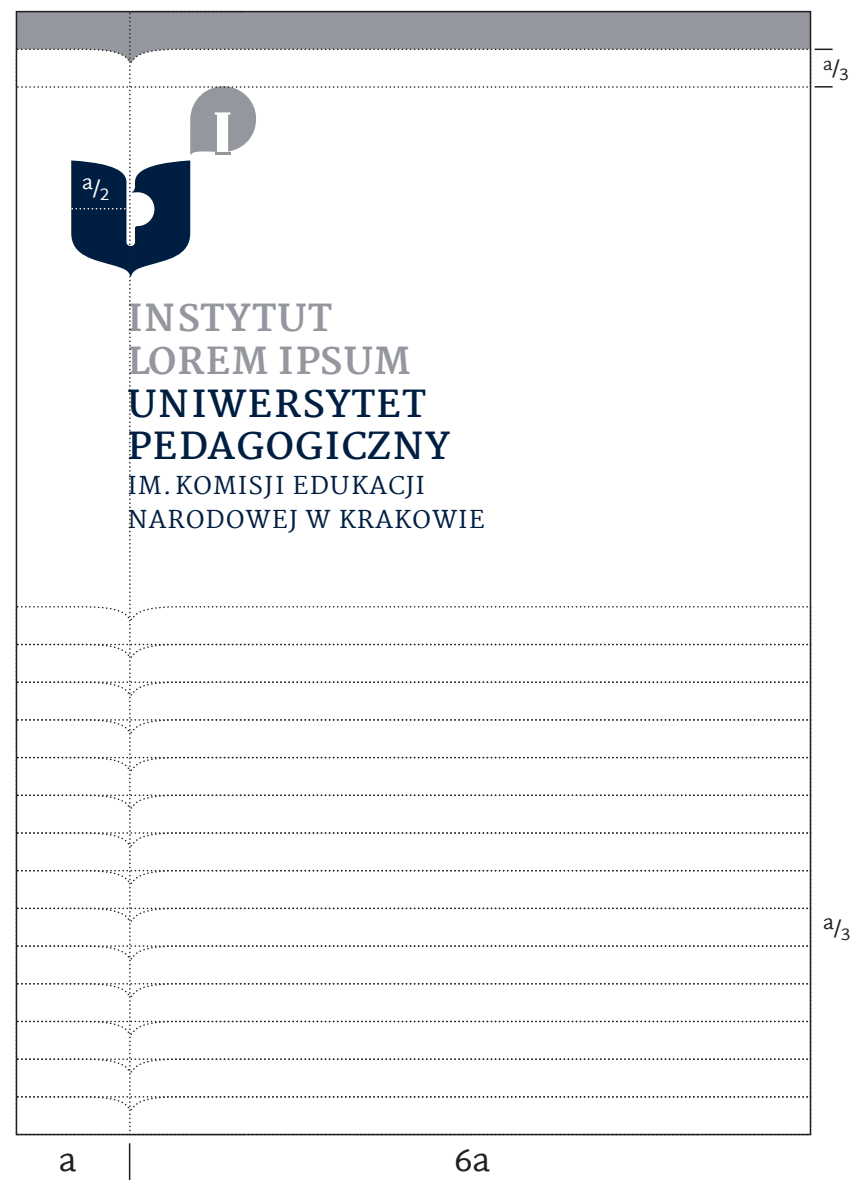 a/3
I
a/2
INSTYTUT
LOREM IPSUM
UNIWERSYTET
PEDAGOGICZNY
IM. KOMISJI EDUKACJI
NARODOWEJ W KRAKOWIE
a/3
a
6a